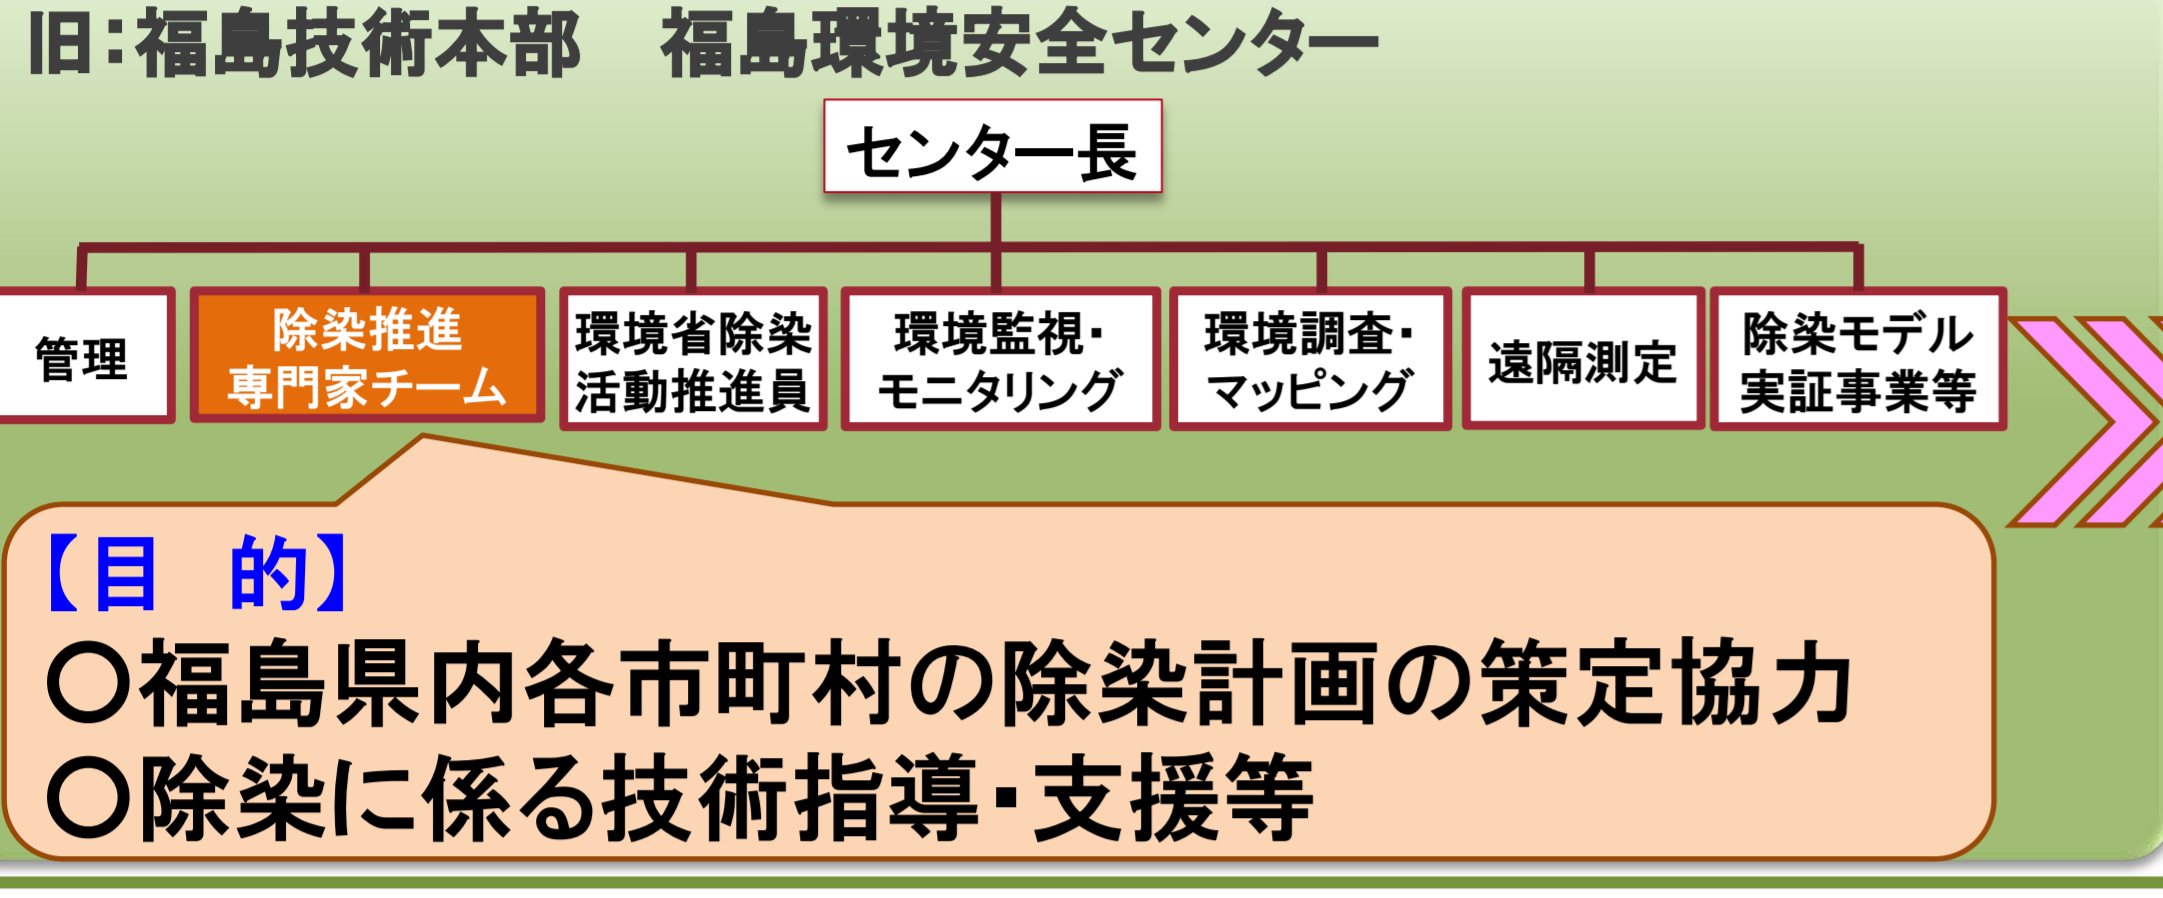 旧:福島技術本部　福島環境安全センター
センター長
管理
除染推進
専門家チーム
環境省除染
活動推進員
環境監視・
モニタリング
環境調査・
マッピング
遠隔測定
除染モデル
実証事業等
【目　的】
○福島県内各市町村の除染計画の策定協力
○除染に係る技術指導・支援等